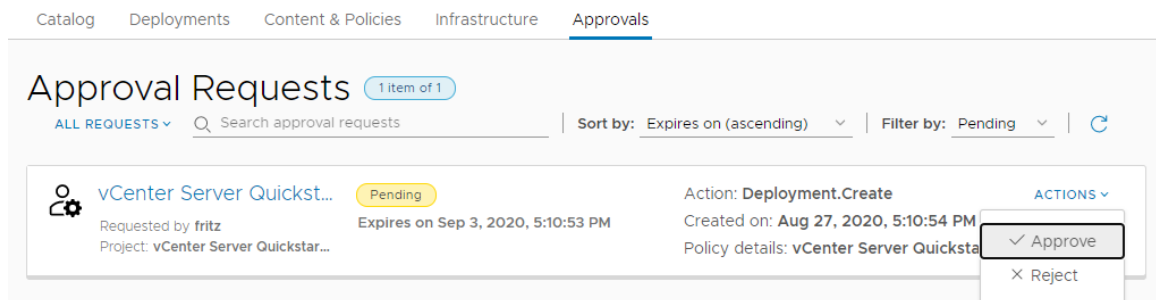 Catalog Deployments Content & Policies Infrastructure Approvals
Approval Requests 1 item of 1
ALL REQUESTS Search approval requests Sort by: Expires on (ascending) Filter by: Pending
vCenter Server Quickst... Pending Action: Deployment.Create ACTIONS
Requested by fritz Expires on Sep 3, 2020, 5:10:53 PM Created on: Aug 27, 2020, 5:10:54 PM
Project: vCenter Server Quickstar... Policy details: vCenter Server Quicksta
Approve
Reject